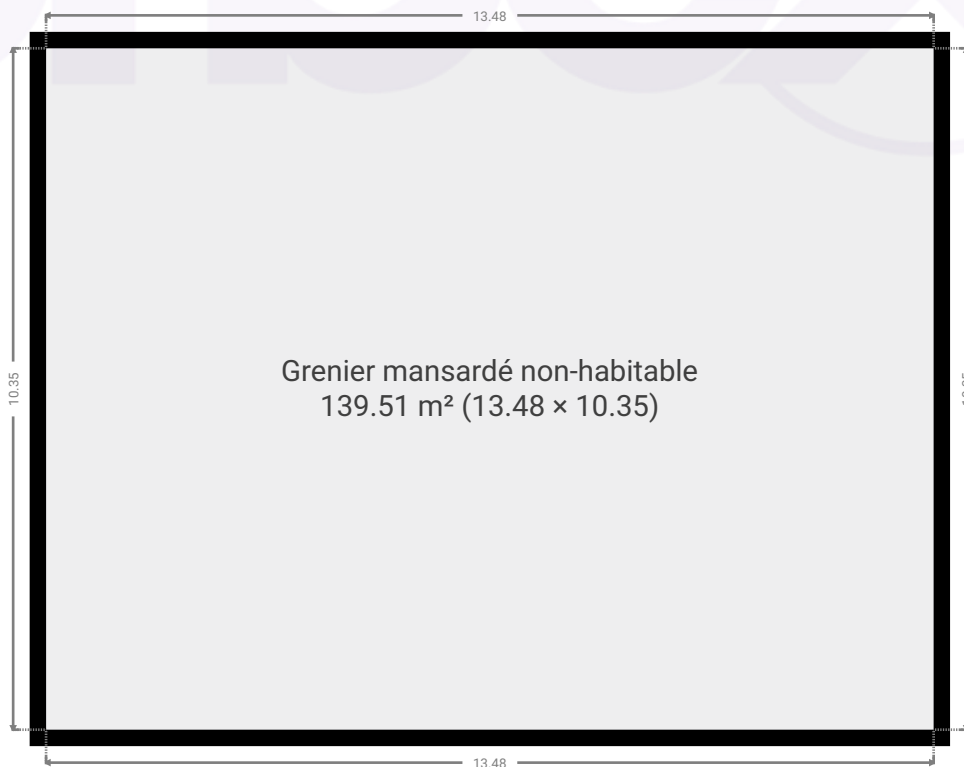 13.48
Grenier mansardé non-habitable
139.51 m² (13.48 × 10.35)
10.35
13.48